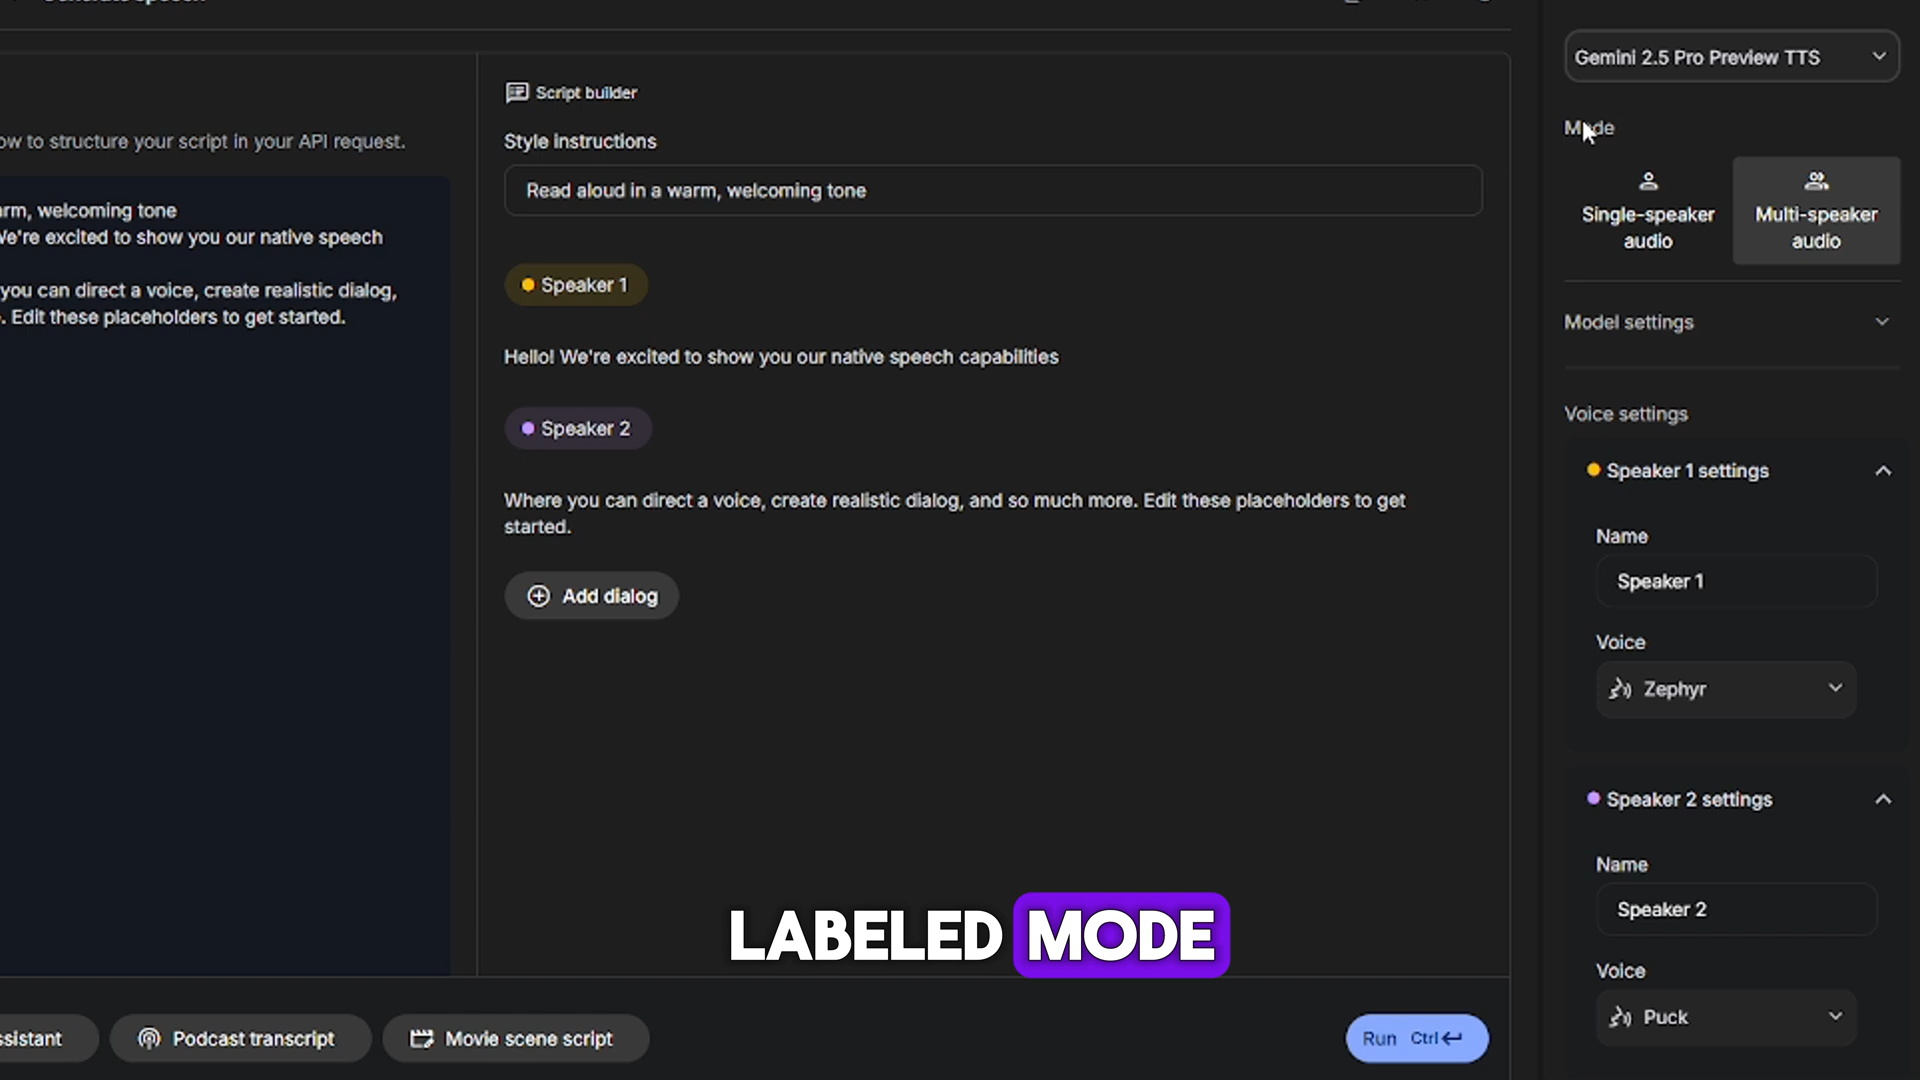 Generate speech
Gemini 2.5 Pro Preview TTS
Script builder
Mode
ow to structure your script in your API request.
Style instructions
Read aloud in a warm, welcoming tone
Single-speaker
audio
Multi-speaker
audio
arm, welcoming tone
We're excited to show you our native speech
you can direct a voice, create realistic dialog,
. Edit these placeholders to get started.
Speaker 1
Hello! We're excited to show you our native speech capabilities
Speaker 2
Where you can direct a voice, create realistic dialog, and so much more. Edit these placeholders to get
started.
Add dialog
Model settings
Voice settings
Speaker 1 settings
Name
Speaker 1
Voice
Zephyr
Speaker 2 settings
Name
Speaker 2
Voice
Puck
LABELED MODE
ssistant
Podcast transcript
Movie scene script
Run Ctrl